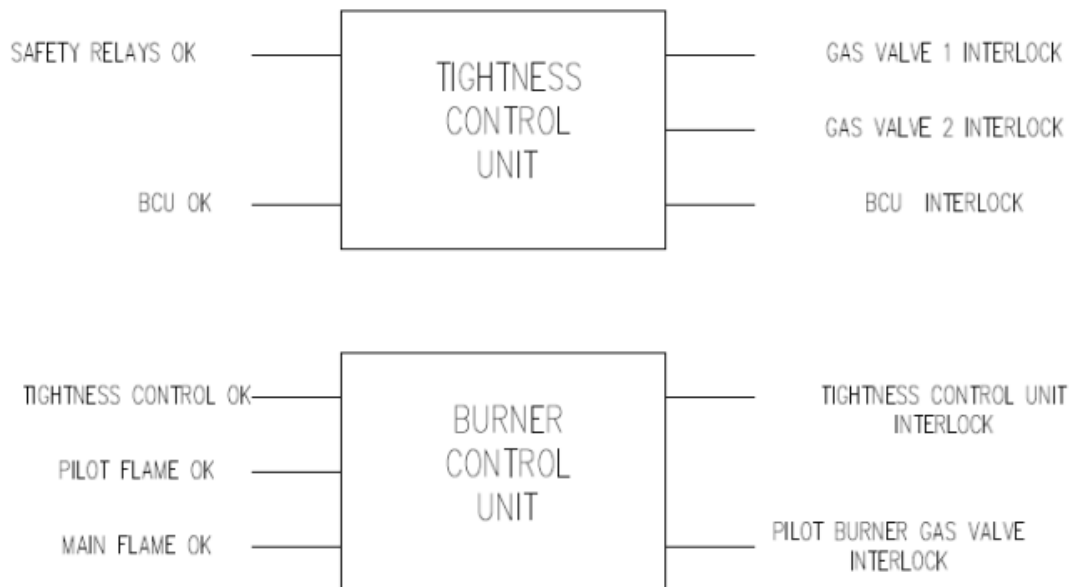 SAFETY RELAYS OK
TIGHTNESS
CONTROL
UNIT
GAS VALVE 1 INTERLOCK
GAS VALVE 2 INTERLOCK
BCU OK
BCU INTERLOCK
TIGHTNESS CONTROL OK
BURNER
CONTROL
UNIT
TIGHTNESS CONTROL UNIT
INTERLOCK
PILOT FLAME OK
MAIN FLAME OK
PILOT BURNER GAS VALVE
INTERLOCK